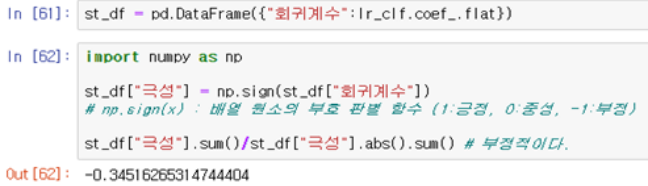 In [61]: st_df = pd.DataFrame({"회귀계수":lr_clf.coef_.flat})
In [62]: import numpy as np
st_df["극성"] = np.sign(st_df["회귀계수"])
# np.sign(x) : 배열 원소의 부호 판별 함수 (1:긍정, 0:중성, -1:부정)
st_df["극성"].sum()/st_df["극성"].abs().sum() # 부정적이다.
Out[62]: -0.34516265314744404